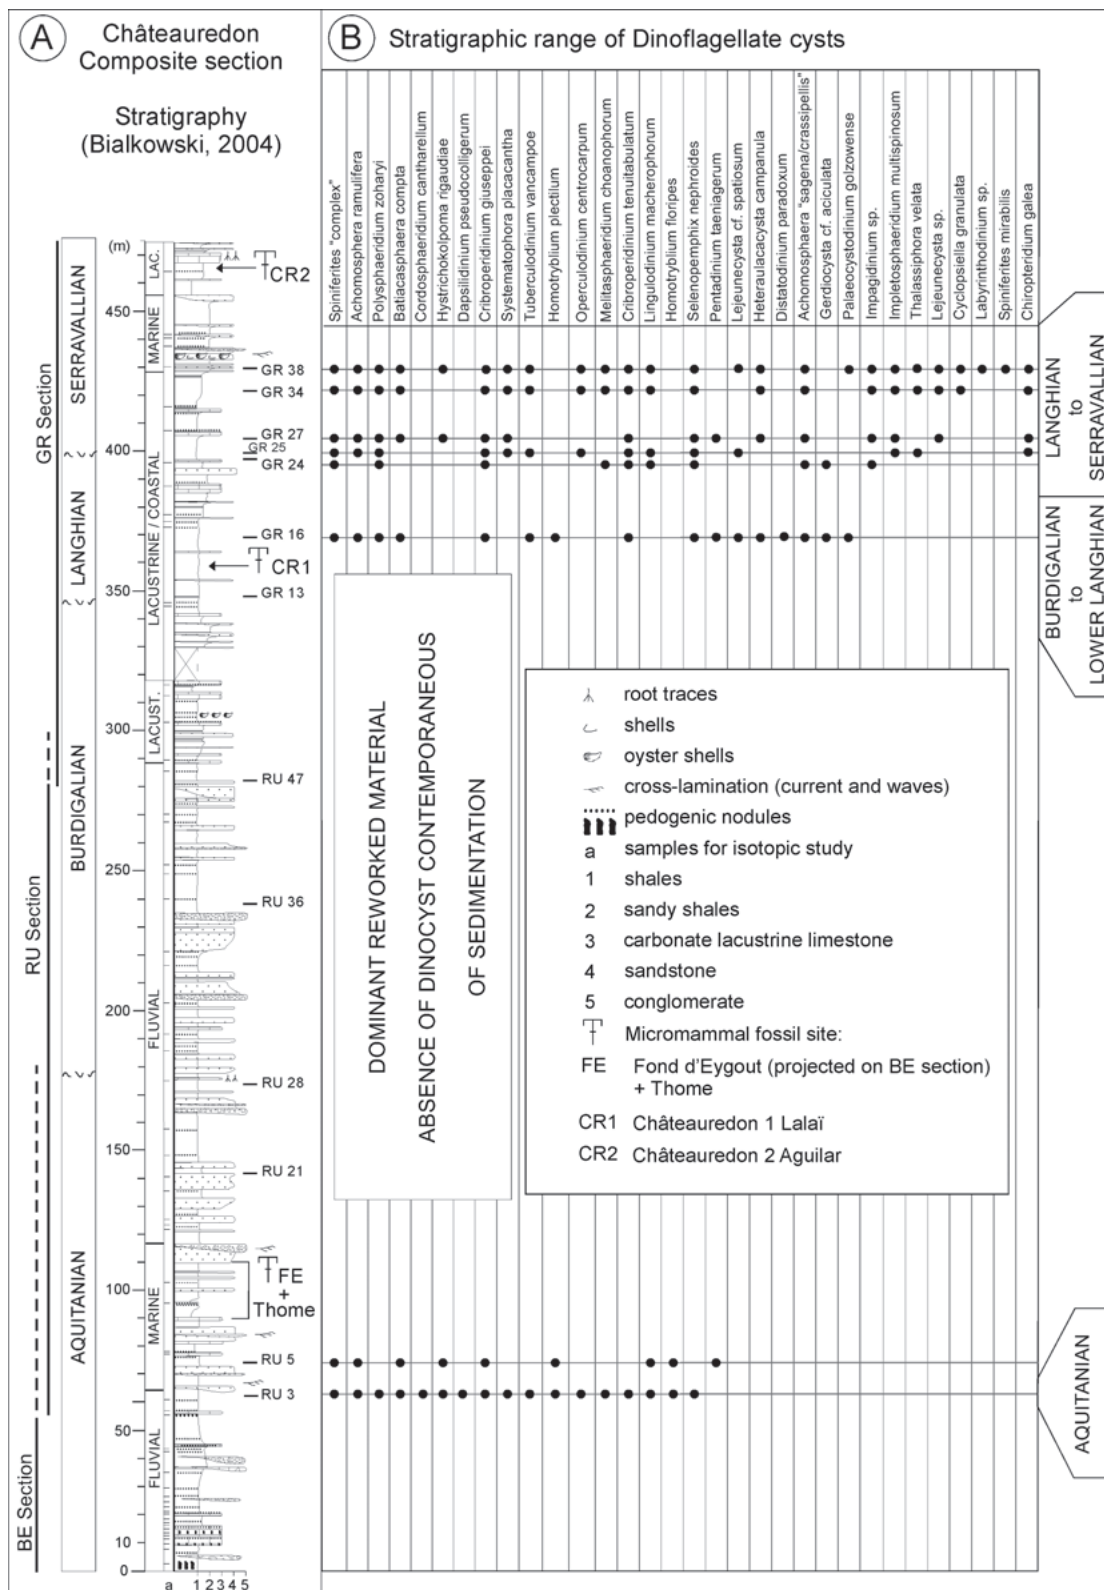 A
Châteauredon
Composite section
Stratigraphy
(Bialkowski, 2004)
B
Stratigraphic range of Dinoflagellate cysts
Spiniferites "complex"
Achomosphera ramulifera
Polysphaeridium zoharyi
Batiacasphaera compta
Cordosphaeridium cantharellum
Hystrichokolpoma rigaudiae
Dapsilidinium pseudocolligerum
Cribroperidinium giuseppei
Systematophora placacantha
Tuberculodinium vancampoe
Homotryblium plectilum
Operculodinium centrocarpum
Melitasphaeridium choanophorum
Cribroperidinium tenuitabulatum
Lingulodinium macherophorum
Homotryblium floripes
Selenopemphix nephroides
Pentadinium taeniagerum
Lejeunecysta cf. spatiosum
Heteraulacacysta campanula
Distatodinium paradoxum
Achomosphaera "sagena/crassipellis"
Gerdiocysta cf. aciculata
Palaeocystodinium golzowense
Impagidinium sp.
Impletosphaeridium multispinosum
Thalassiphora velata
Lejeunecysta sp.
Cyclopsiella granulata
Labyrinthodinium sp.
Spiniferites mirabilis
Chiropteridium galea
(m)
450
400
350
300
250
200
150
100
50
10
0
GR Section
RU Section
BE Section
SERRAVALLIAN
LANGHIAN
BURDIGALIAN
AQUITANIAN
LAC.
MARINE
LACUSTRINE / COASTAL
LACUST.
FLUVIAL
MARINE
FLUVIAL
CR2
GR 38
GR 34
GR 27
GR 25
GR 24
GR 16
CR1
GR 13
RU 47
RU 36
RU 28
RU 21
FE
+
Thome
RU 5
RU 3
a 1 2 3 4 5
DOMINANT REWORKED MATERIAL
ABSENCE OF DINOCYST CONTEMPORANEOUS
OF SEDIMENTATION
root traces
shells
oyster shells
cross-lamination (current and waves)
pedogenic nodules
a samples for isotopic study
1 shales
2 sandy shales
3 carbonate lacustrine limestone
4 sandstone
5 conglomerate
Micromammal fossil site:
FE Fond d'Eygout (projected on BE section)
+ Thome
CR1 Châteauredon 1 Lalaï
CR2 Châteauredon 2 Aguilar
LANGHIAN
to
SERRAVALLIAN
BURDIGALIAN
to
LOWER LANGHIAN
AQUITANIAN